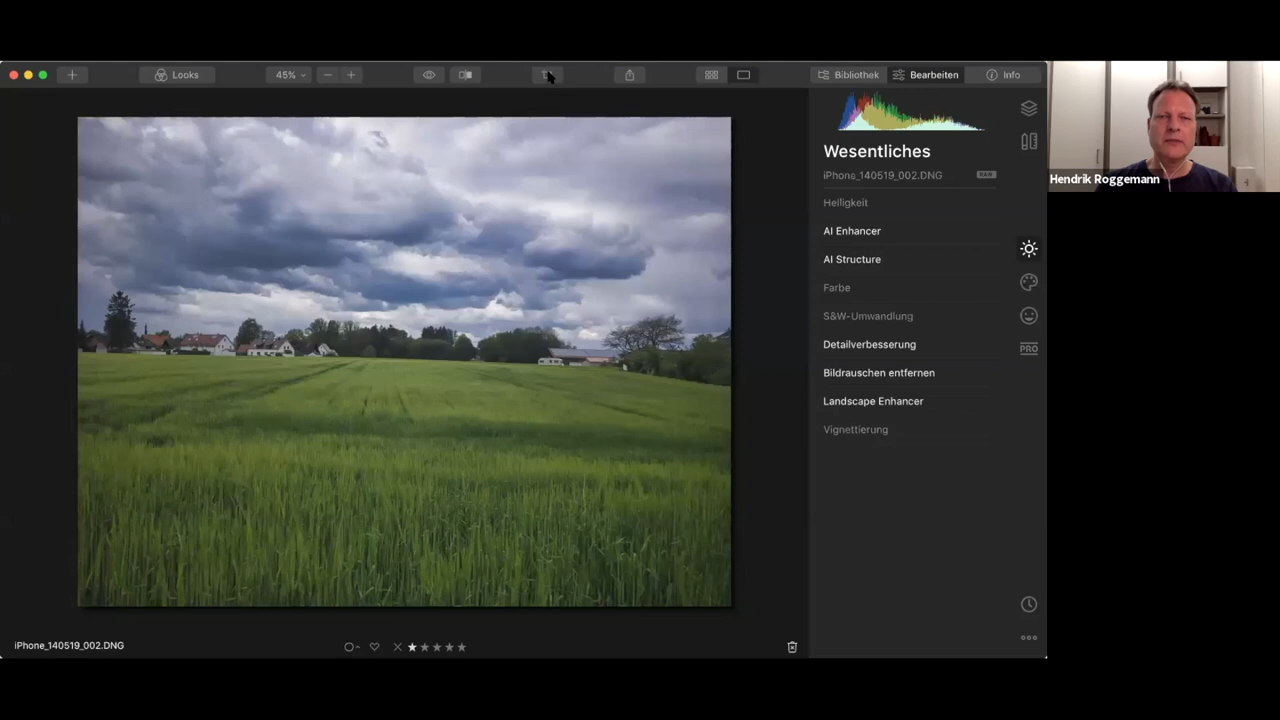 Looks
45%
Bibliothek
Bearbeiten
Info
Wesentliches
iPhone_140519_002.DNG
RAW
Helligkeit
AI Enhancer
AI Structure
Farbe
S&W-Umwandlung
Detailverbesserung
Bildrauschen entfernen
Landscape Enhancer
Vignettierung
PRO
Hendrik Roggemann
iPhone_140519_002.DNG